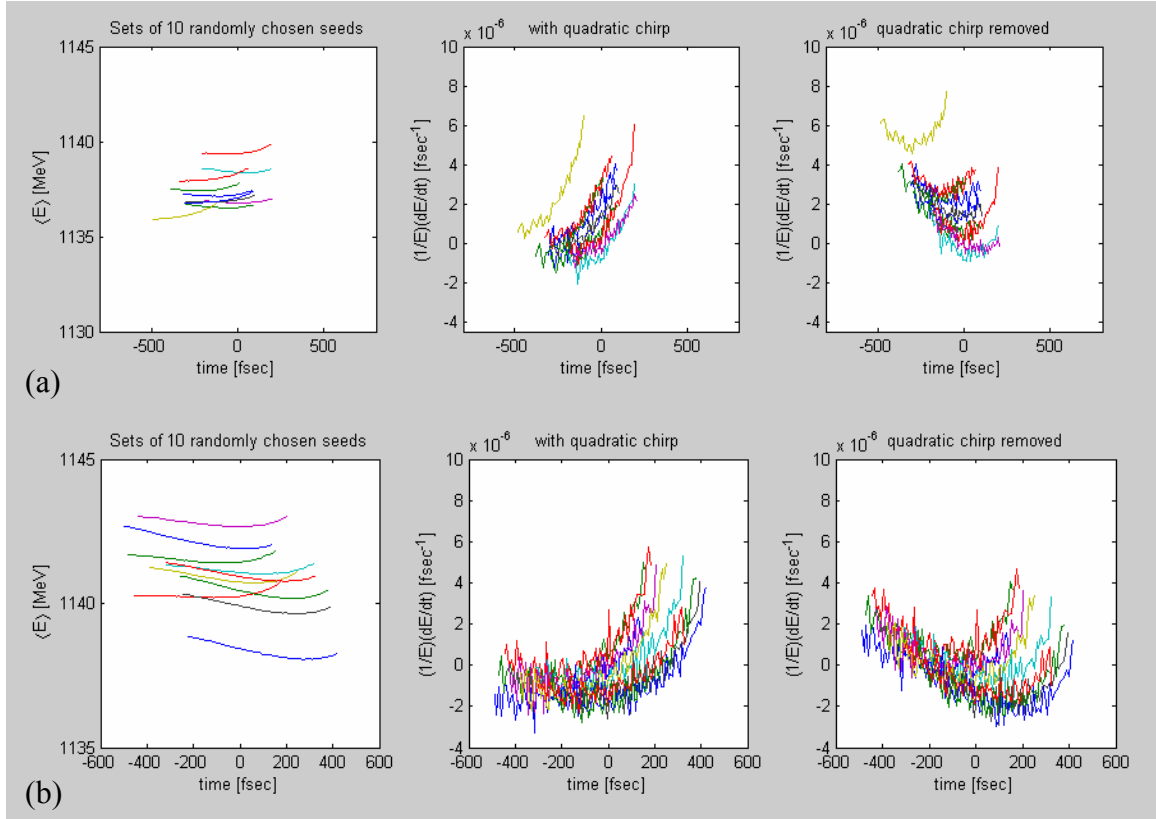 Sets of 10 randomly chosen seeds
with quadratic chirp
quadratic chirp removed
x 10⁻⁶
x 10⁻⁶
1145
1140
1135
1130
⟨E⟩ [MeV]
-500 0 500
time [fsec]
10
8
6
4
2
0
-2
-4
(1/E)(dE/dt) [fsec⁻¹]
-500 0 500
time [fsec]
10
8
6
4
2
0
-2
-4
(1/E)(dE/dt) [fsec⁻¹]
-500 0 500
time [fsec]
(a)
Sets of 10 randomly chosen seeds
with quadratic chirp
quadratic chirp removed
x 10⁻⁶
x 10⁻⁶
1145
1140
1135
⟨E⟩ [MeV]
-600 -400 -200 0 200 400 600
time [fsec]
10
8
6
4
2
0
-2
-4
(1/E)(dE/dt) [fsec⁻¹]
-600 -400 -200 0 200 400 600
time [fsec]
10
8
6
4
2
0
-2
-4
(1/E)(dE/dt) [fsec⁻¹]
-600 -400 -200 0 200 400 600
time [fsec]
(b)